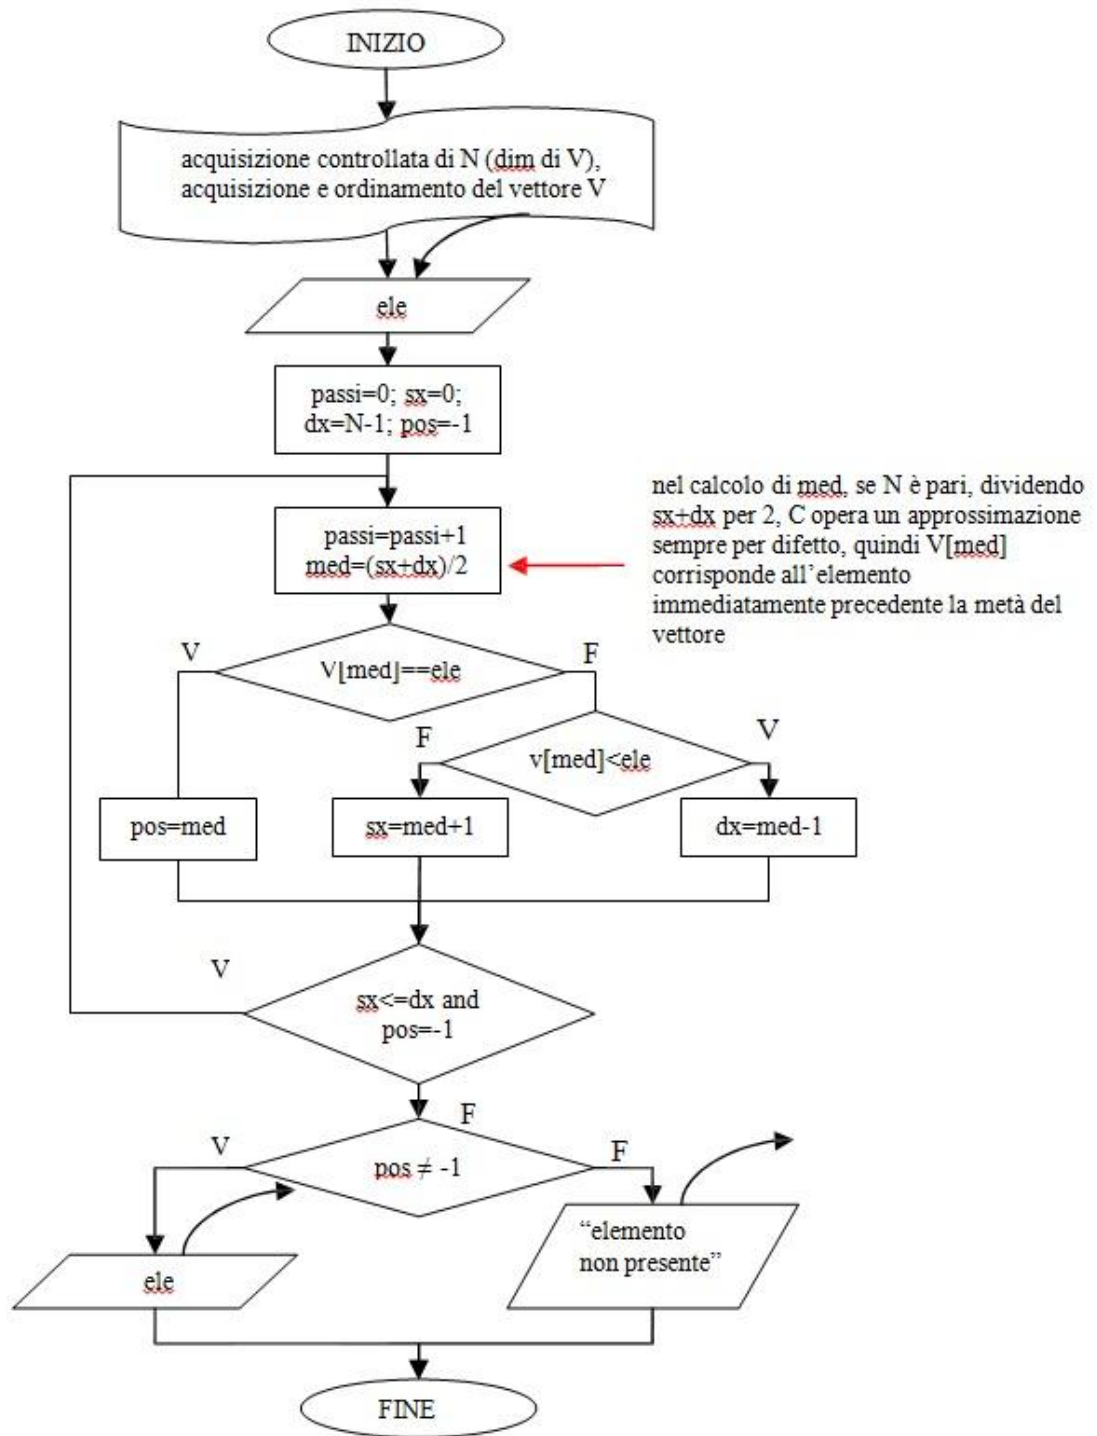 INIZIO
acquisizione controllata di N (dim di V),
acquisizione e ordinamento del vettore V
ele
passi=0; sx=0;
dx=N-1; pos=-1
nel calcolo di med, se N è pari, dividendo
sx+dx per 2, C opera un approssimazione
sempre per difetto, quindi V[med]
corrisponde all’elemento
immediatamente precedente la metà del
vettore
passi=passi+1
med=(sx+dx)/2
V
F
V[med]==ele
F
V
v[med]<ele
pos=med
sx=med+1
dx=med-1
V
sx<=dx and
pos=-1
F
V
F
pos ≠ -1
“elemento
non presente”
ele
FINE